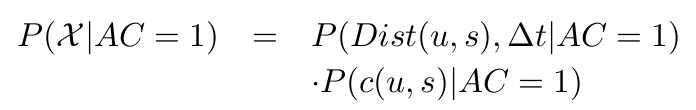 P(𝒳|AC = 1) = P(Dist(u, s), Δt|AC = 1)
·P(c(u, s)|AC = 1)